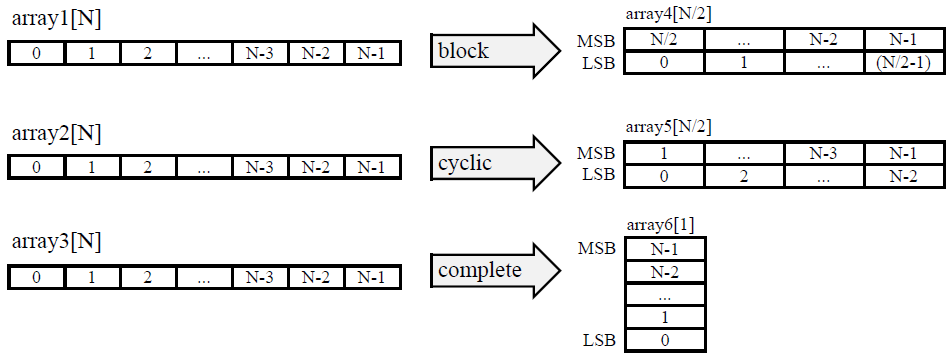 array1[N]
0 1 2 ... N-3 N-2 N-1
block
array4[N/2]
MSB N/2 ... N-2 N-1
LSB 0 1 ... (N/2-1)
array2[N]
0 1 2 ... N-3 N-2 N-1
cyclic
array5[N/2]
MSB 1 ... N-3 N-1
LSB 0 2 ... N-2
array3[N]
0 1 2 ... N-3 N-2 N-1
complete
array6[1]
MSB N-1
N-2
...
1
LSB 0